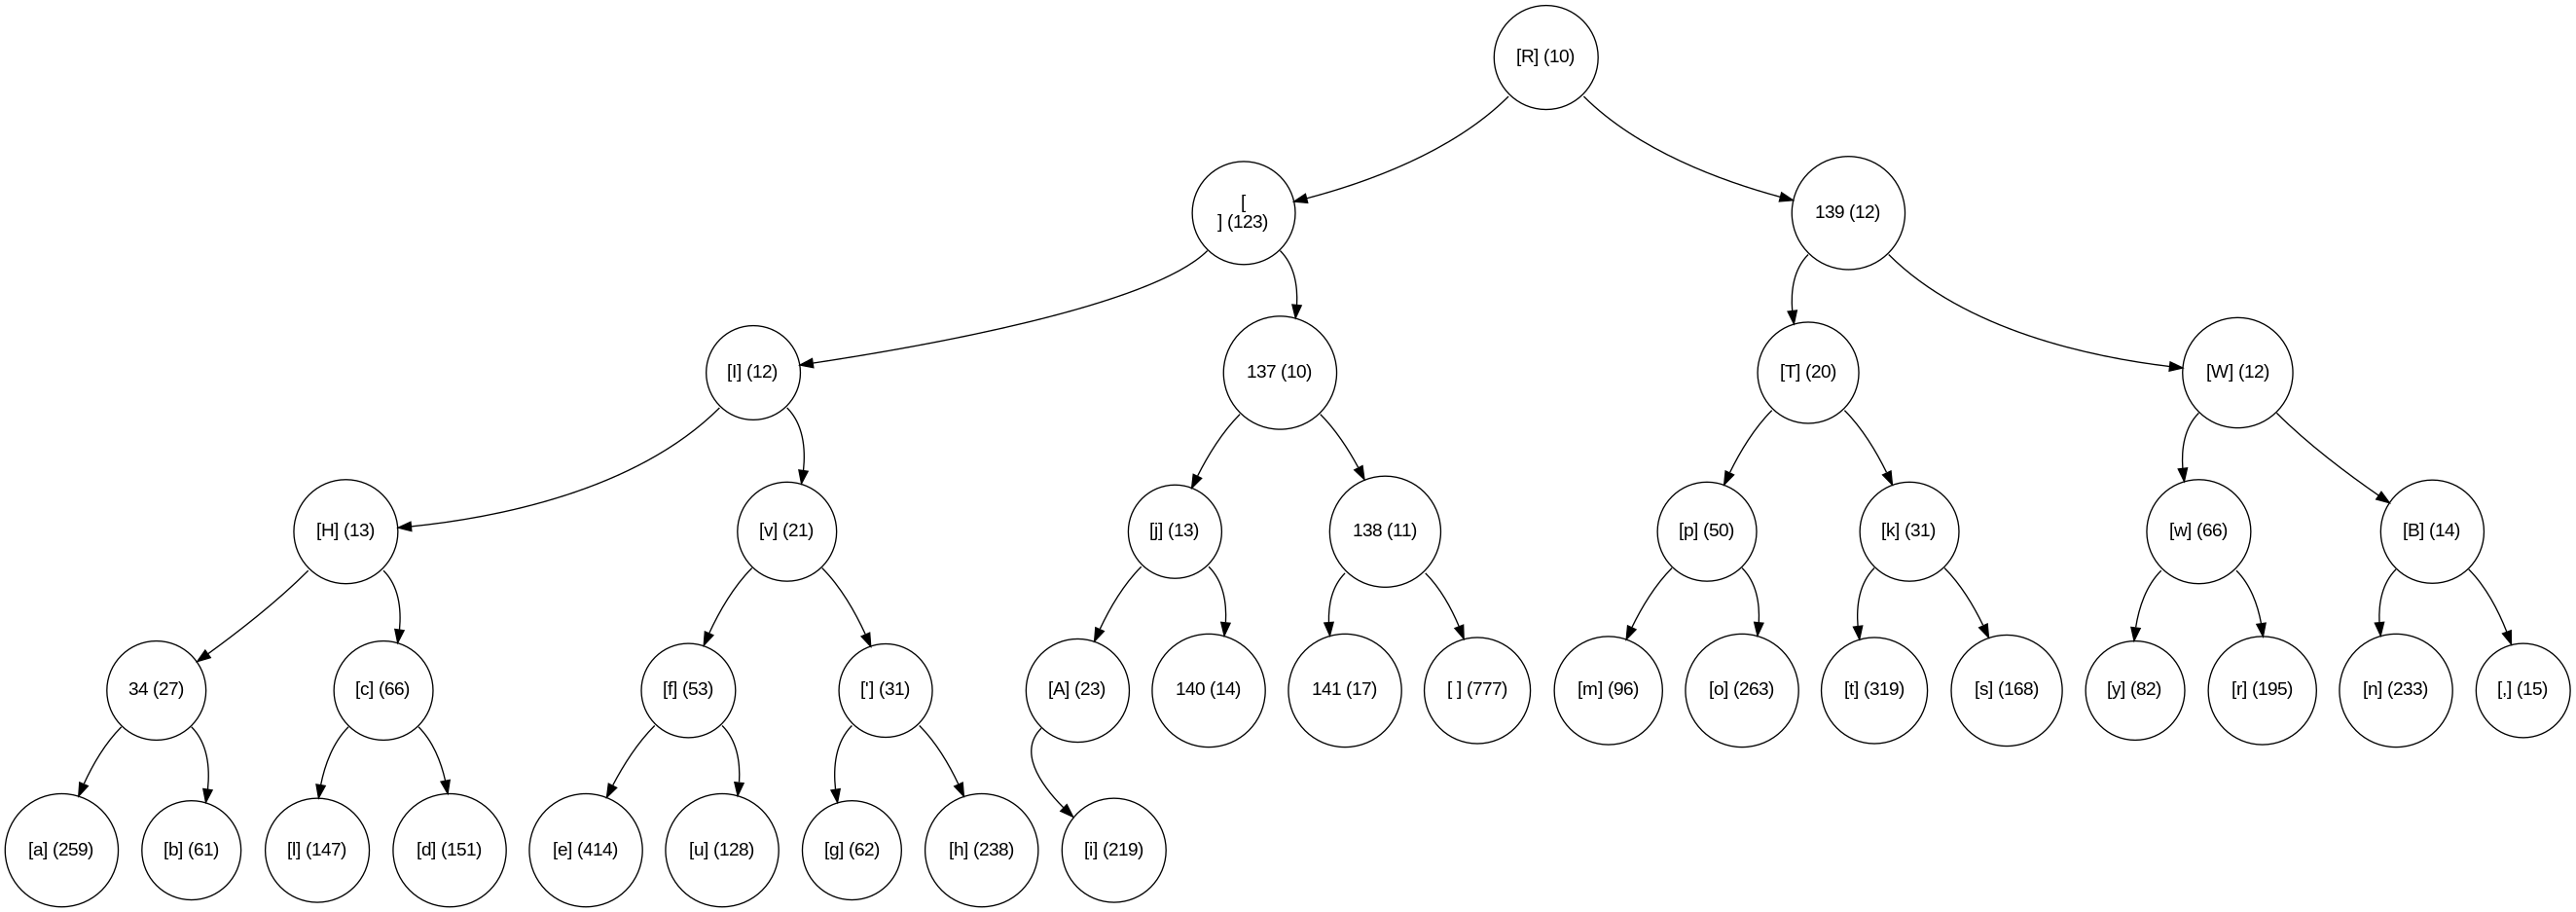 [R] (10)
[
] (123)
139 (12)
[I] (12)
137 (10)
[T] (20)
[W] (12)
[H] (13)
[v] (21)
[j] (13)
138 (11)
[p] (50)
[k] (31)
[w] (66)
[B] (14)
34 (27)
[c] (66)
[f] (53)
['] (31)
[A] (23)
140 (14)
141 (17)
[ ] (777)
[m] (96)
[o] (263)
[t] (319)
[s] (168)
[y] (82)
[r] (195)
[n] (233)
[,] (15)
[a] (259)
[b] (61)
[l] (147)
[d] (151)
[e] (414)
[u] (128)
[g] (62)
[h] (238)
[i] (219)